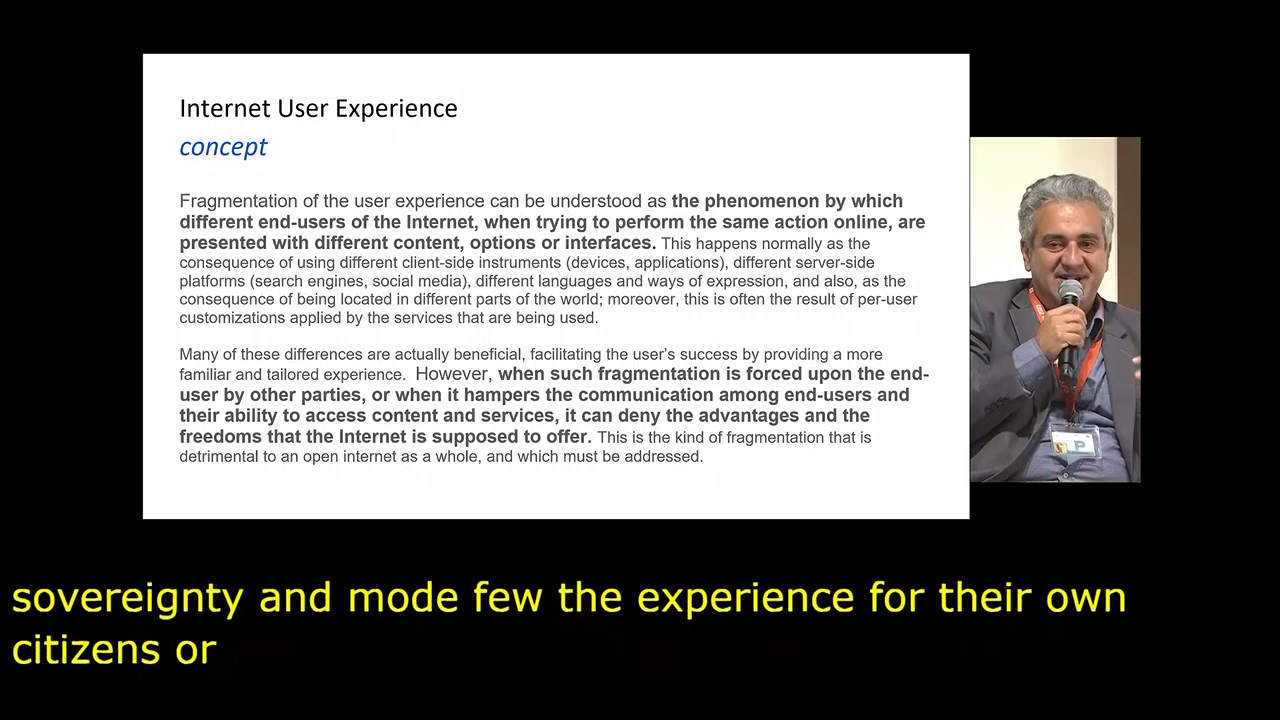 Internet User Experience
concept
Fragmentation of the user experience can be understood as the phenomenon by which
different end-users of the Internet, when trying to perform the same action online, are
presented with different content, options or interfaces. This happens normally as the
consequence of using different client-side instruments (devices, applications), different server-side
platforms (search engines, social media), different languages and ways of expression, and also, as the
consequence of being located in different parts of the world; moreover, this is often the result of per-user
customizations applied by the services that are being used.
Many of these differences are actually beneficial, facilitating the user's success by providing a more
familiar and tailored experience. However, when such fragmentation is forced upon the end-
user by other parties, or when it hampers the communication among end-users and
their ability to access content and services, it can deny the advantages and the
freedoms that the Internet is supposed to offer. This is the kind of fragmentation that is
detrimental to an open internet as a whole, and which must be addressed.
P
sovereignty and mode few the experience for their own
citizens or